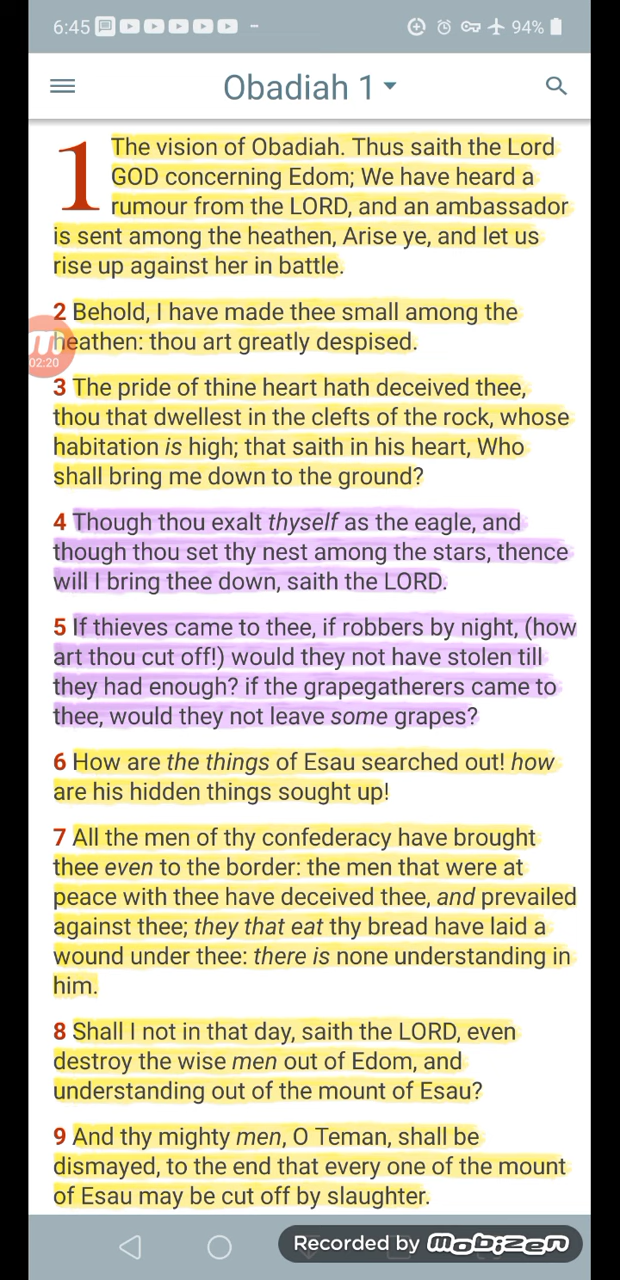 6:45
94%
Obadiah 1
1 The vision of Obadiah. Thus saith the Lord
GOD concerning Edom; We have heard a
rumour from the LORD, and an ambassador
is sent among the heathen, Arise ye, and let us
rise up against her in battle.
2 Behold, I have made thee small among the
heathen: thou art greatly despised.
02:20
3 The pride of thine heart hath deceived thee,
thou that dwellest in the clefts of the rock, whose
habitation is high; that saith in his heart, Who
shall bring me down to the ground?
4 Though thou exalt thyself as the eagle, and
though thou set thy nest among the stars, thence
will I bring thee down, saith the LORD.
5 If thieves came to thee, if robbers by night, (how
art thou cut off!) would they not have stolen till
they had enough? if the grapegatherers came to
thee, would they not leave some grapes?
6 How are the things of Esau searched out! how
are his hidden things sought up!
7 All the men of thy confederacy have brought
thee even to the border: the men that were at
peace with thee have deceived thee, and prevailed
against thee; they that eat thy bread have laid a
wound under thee: there is none understanding in
him.
8 Shall I not in that day, saith the LORD, even
destroy the wise men out of Edom, and
understanding out of the mount of Esau?
9 And thy mighty men, O Teman, shall be
dismayed, to the end that every one of the mount
of Esau may be cut off by slaughter.
Recorded by Mobizen